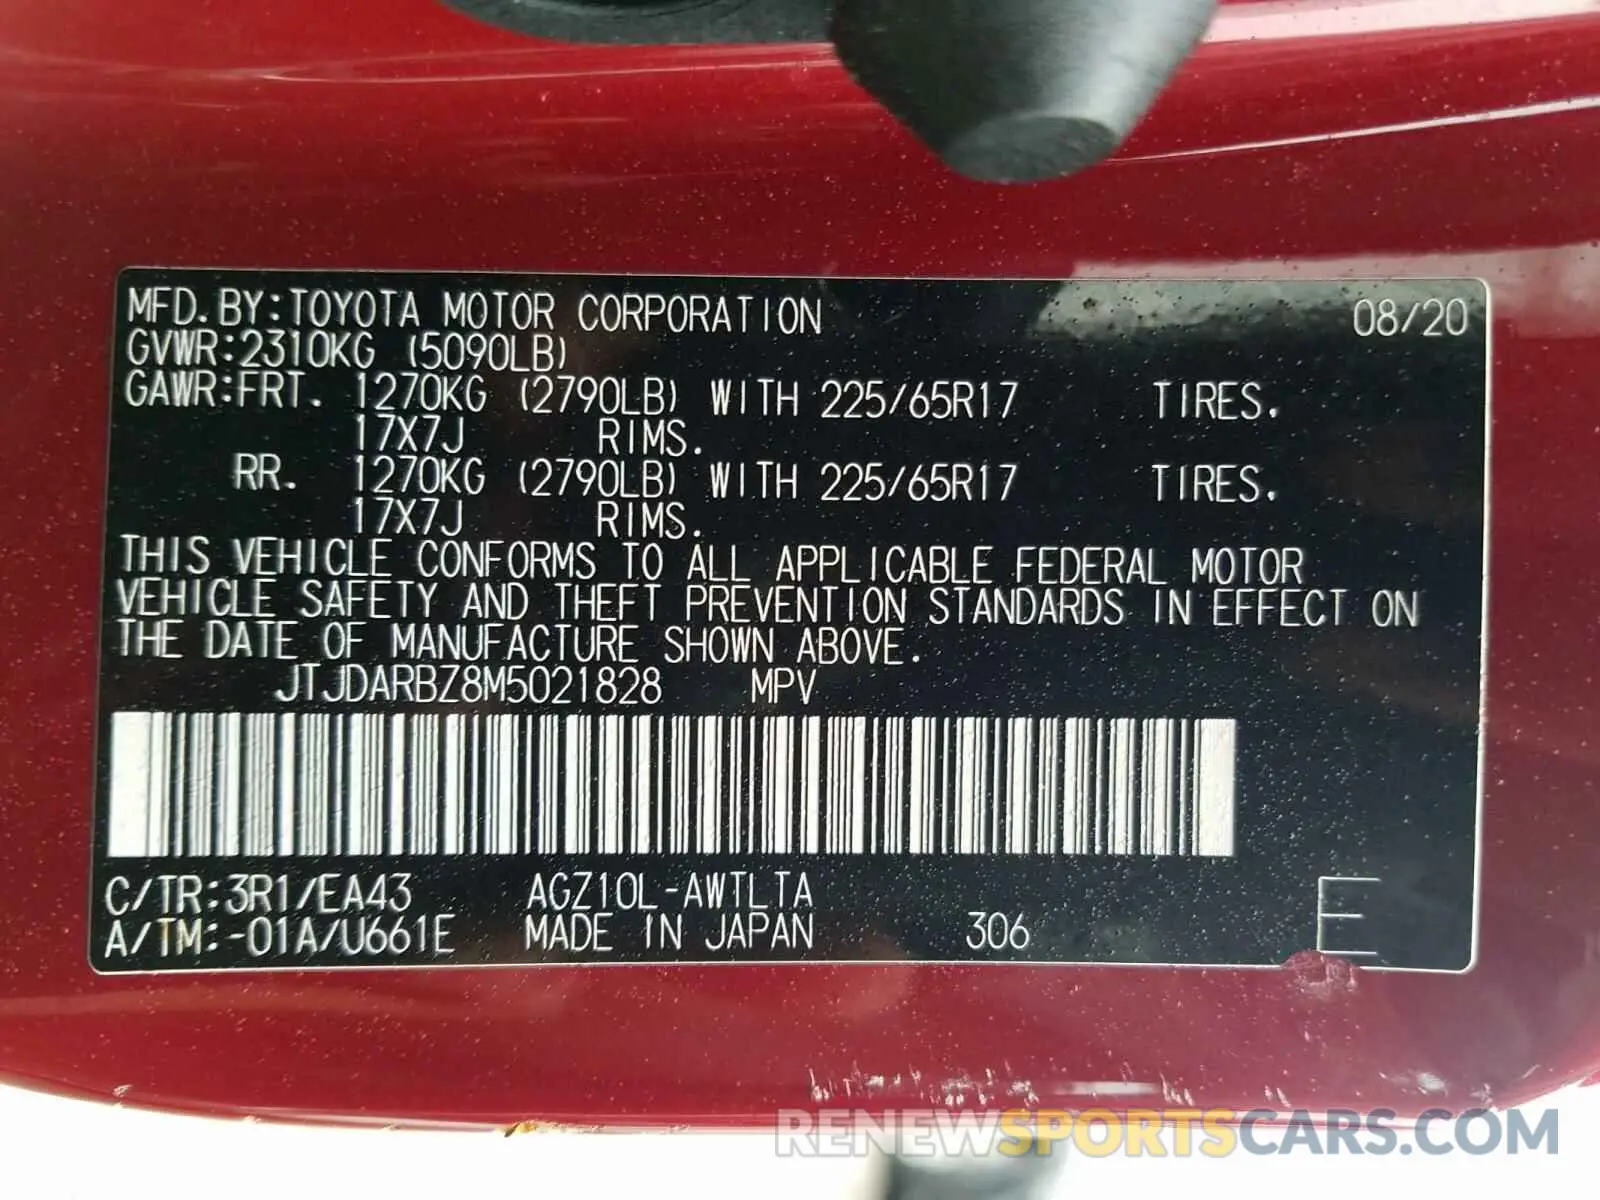 MFD. BY: TOYOTA MOTOR CORPORATION 08/20
GVWR: 2310KG (5090LB)
GAWR: FRT. 1270KG (2790LB) WITH 225/65R17 TIRES.
17X7J RIMS.
RR. 1270KG (2790LB) WITH 225/65R17 TIRES.
17X7J RIMS.
THIS VEHICLE CONFORMS TO ALL APPLICABLE FEDERAL MOTOR
VEHICLE SAFETY AND THEFT PREVENTION STANDARDS IN EFFECT ON
THE DATE OF MANUFACTURE SHOWN ABOVE.
JTJDARBZ8M5021828 MPV
C/TR: 3R1/EA43 AGZ10L-AWTLTA
A/TM: -01A/U661E MADE IN JAPAN 306 E
RENEWSPORTSCARS.COM